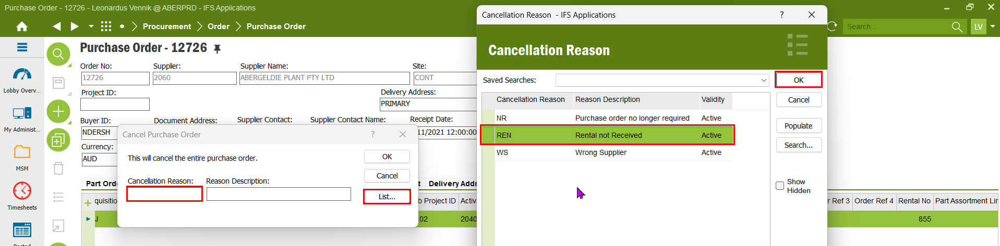 Purchase Order - 12726 - Leonardus Vennik @ ABERPRD - IFS Applications
Procurement Order Purchase Order
Search...
LV
Lobby Overv...
My Administ...
MSM
Timesheets
Purchase Order - 12726
Order No: Supplier: Supplier Name: Site:
12726 2060 ABERGELDIE PLANT PTY LTD CONT
Project ID: Delivery Address:
PRIMARY
Buyer ID: Document Address: Supplier Contact: Supplier Contact Name: Receipt Date:
NDERSH 11/2021 12:00:00
Currency:
AUD
Part Orde t Delivery Addr
quisitio b Project ID Activ r Ref 3 Order Ref 4 Rental No Part Assortment Lin
J 02 2040 855
Cancel Purchase Order ?
This will cancel the entire purchase order.
OK
Cancel
Cancellation Reason: Reason Description:
List...
Cancellation Reason - IFS Applications ?
Cancellation Reason
Saved Searches:
OK
Cancel
Populate
Search...
Show
Hidden
Cancellation Reason Reason Description Validity
NR Purchase order no longer required Active
REN Rental not Received Active
WS Wrong Supplier Active